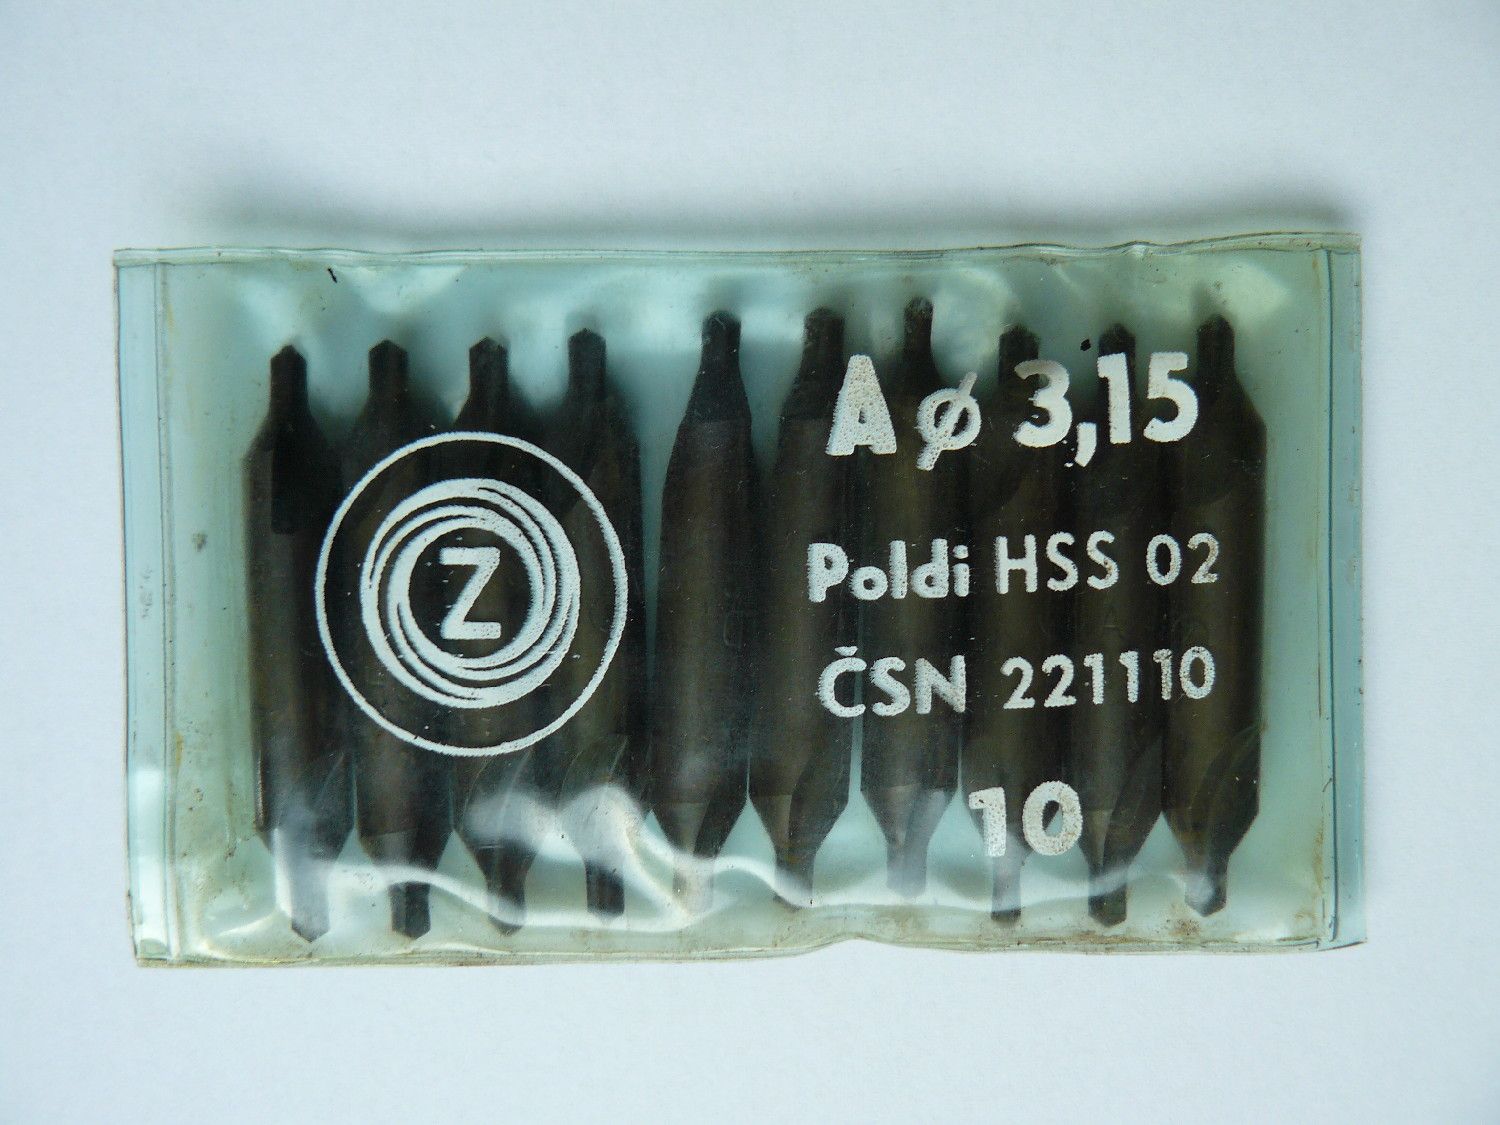 Z
A ø 3,15
Poldi HSS 02
ČSN 221110
10